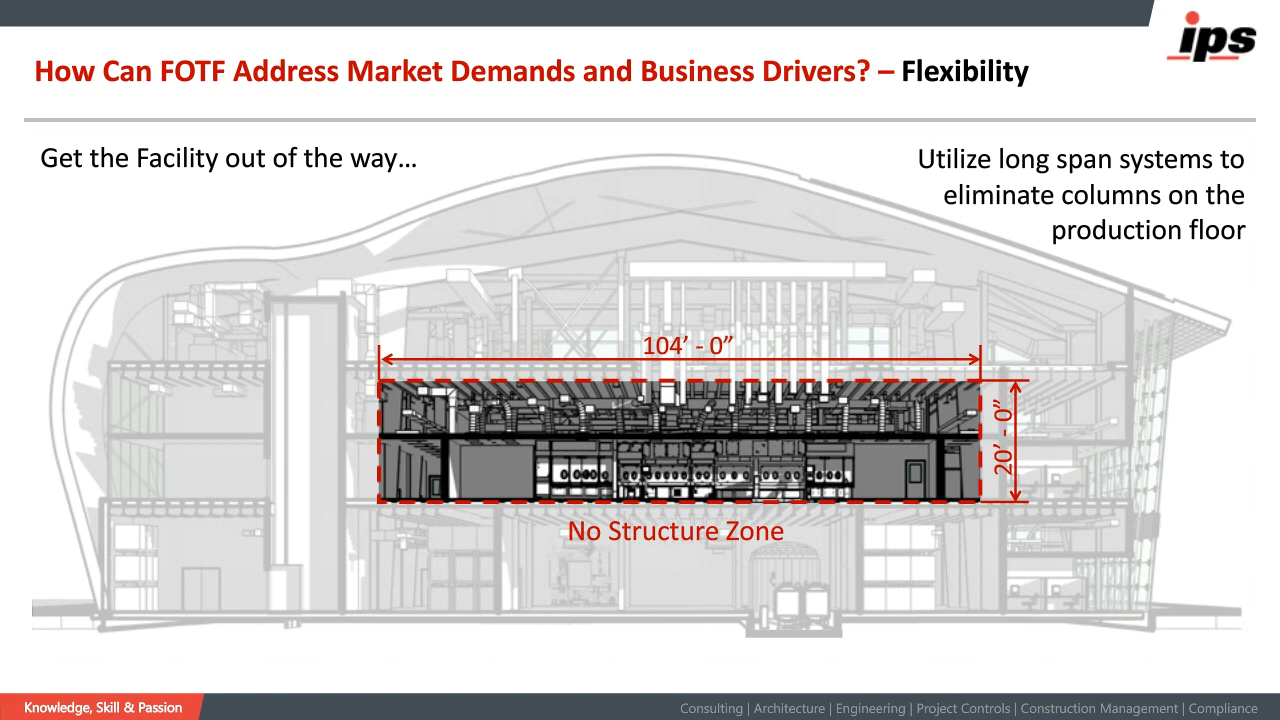 ips
How Can FOTF Address Market Demands and Business Drivers? – Flexibility
Get the Facility out of the way…
Utilize long span systems to
eliminate columns on the
production floor
104’ - 0”
20’ - 0”
No Structure Zone
Knowledge, Skill & Passion
Consulting | Architecture | Engineering | Project Controls | Construction Management | Compliance